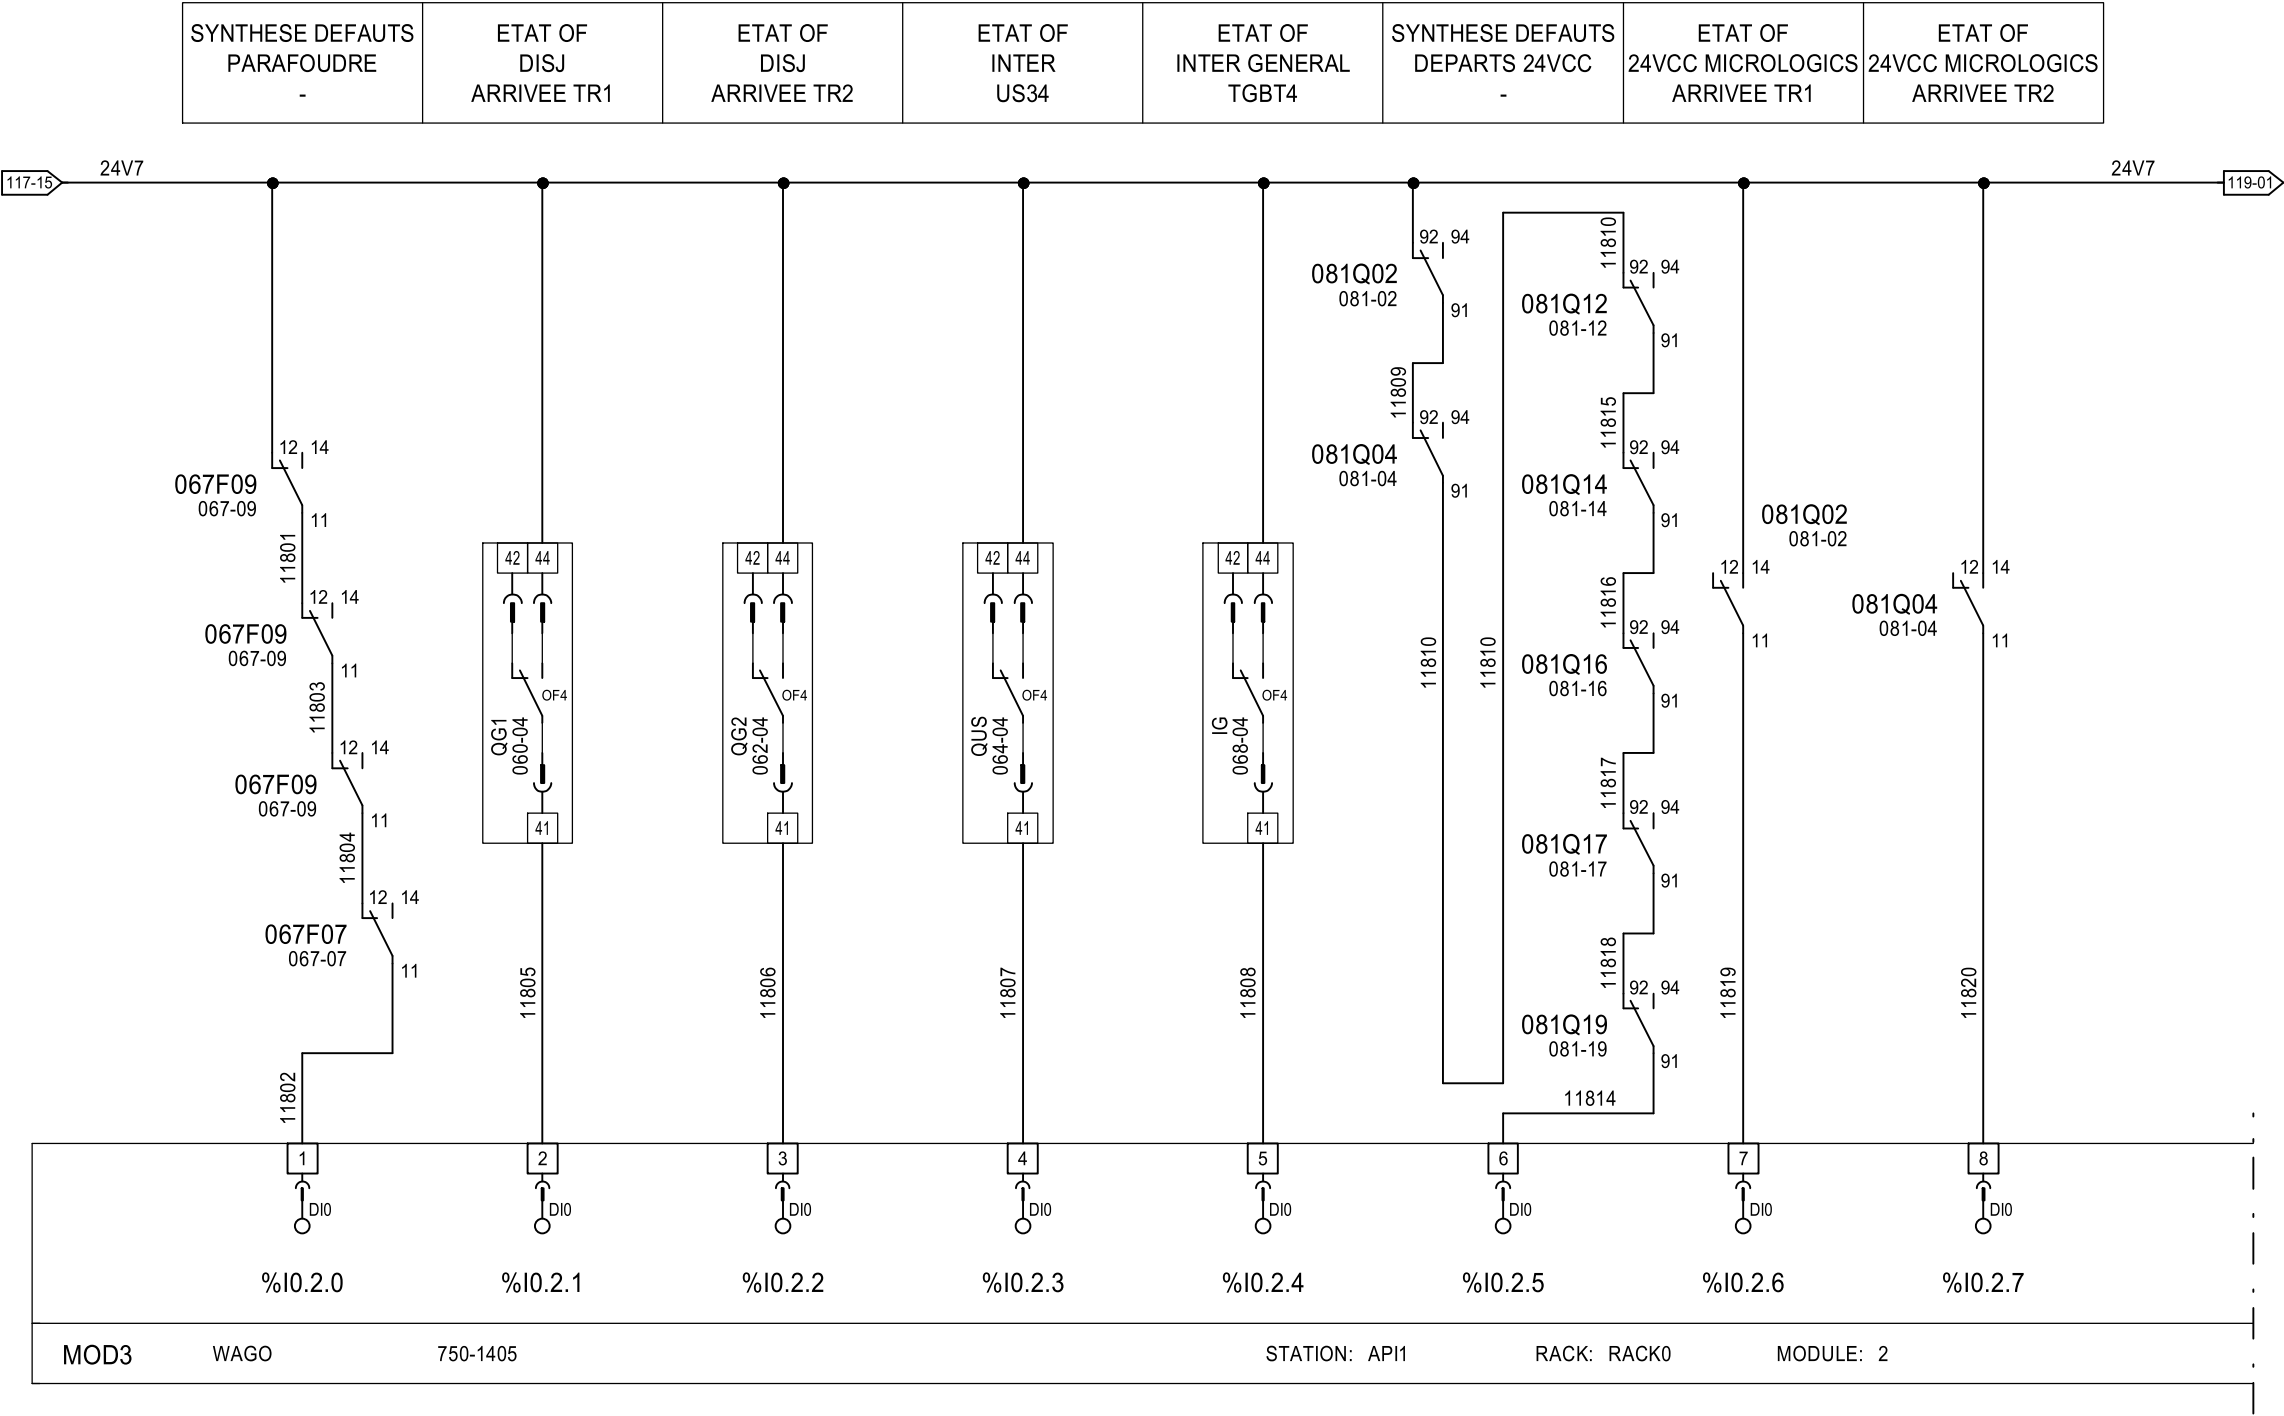 SYNTHESE DEFAUTS
PARAFOUDRE
-
ETAT OF
DISJ
ARRIVEE TR1
ETAT OF
DISJ
ARRIVEE TR2
ETAT OF
INTER
US34
ETAT OF
INTER GENERAL
TGBT4
SYNTHESE DEFAUTS
DEPARTS 24VCC
-
ETAT OF
24VCC MICROLOGICS
ARRIVEE TR1
ETAT OF
24VCC MICROLOGICS
ARRIVEE TR2
117-15
24V7
24V7
119-01
12 14
067F09
067-09
11
11801
12 14
067F09
067-09
11
11803
12 14
067F09
067-09
11
11804
12 14
067F07
067-07
11
11802
42 44
OF4
QG1
060-04
41
11805
42 44
OF4
QG2
062-04
41
11806
42 44
OF4
QUS
064-04
41
11807
42 44
OF4
IG
068-04
41
11808
92 94
081Q02
081-02
91
11809
92 94
081Q04
081-04
91
11810
11810
11810
92 94
081Q12
081-12
91
11815
92 94
081Q14
081-14
91
11816
92 94
081Q16
081-16
91
11817
92 94
081Q17
081-17
91
11818
92 94
081Q19
081-19
91
11814
081Q02
081-02
12 14
11
11819
12 14
081Q04
081-04
11
11820
1 2 3 4 5 6 7 8
DI0 DI0 DI0 DI0 DI0 DI0 DI0 DI0
%I0.2.0 %I0.2.1 %I0.2.2 %I0.2.3 %I0.2.4 %I0.2.5 %I0.2.6 %I0.2.7
MOD3 WAGO 750-1405 STATION: API1 RACK: RACK0 MODULE: 2